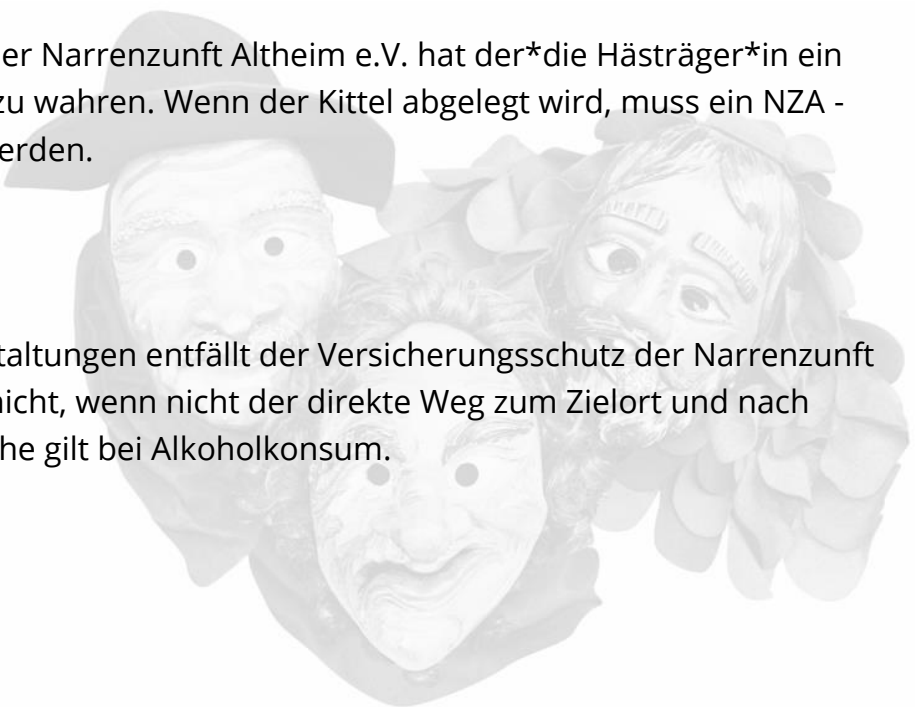 er Narrenzunft Altheim e.V. hat der*die Hästräger*in ein
zu wahren. Wenn der Kittel abgelegt wird, muss ein NZA -
erden.
taltungen entfällt der Versicherungsschutz der Narrenzunft
nicht, wenn nicht der direkte Weg zum Zielort und nach
he gilt bei Alkoholkonsum.